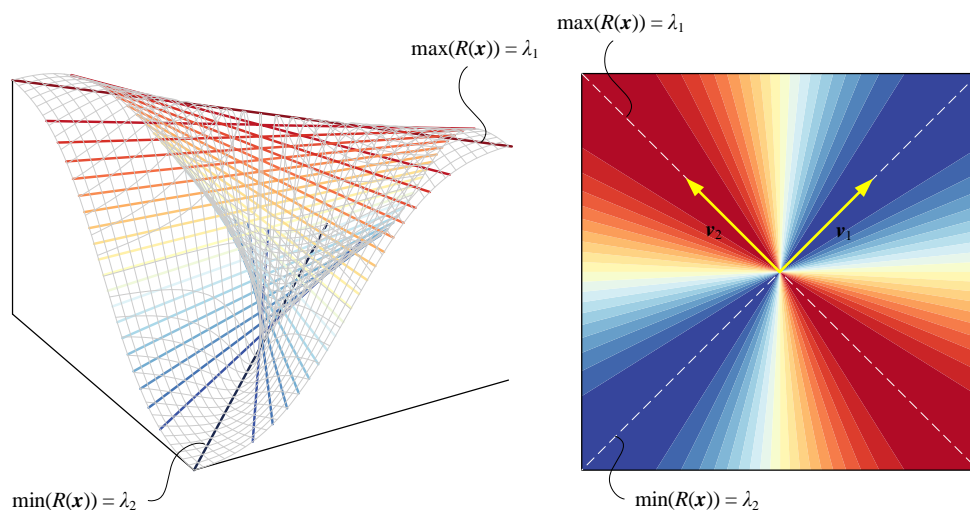 max(R(x)) = λ₁
min(R(x)) = λ₂
max(R(x)) = λ₁
v₂
v₁
min(R(x)) = λ₂